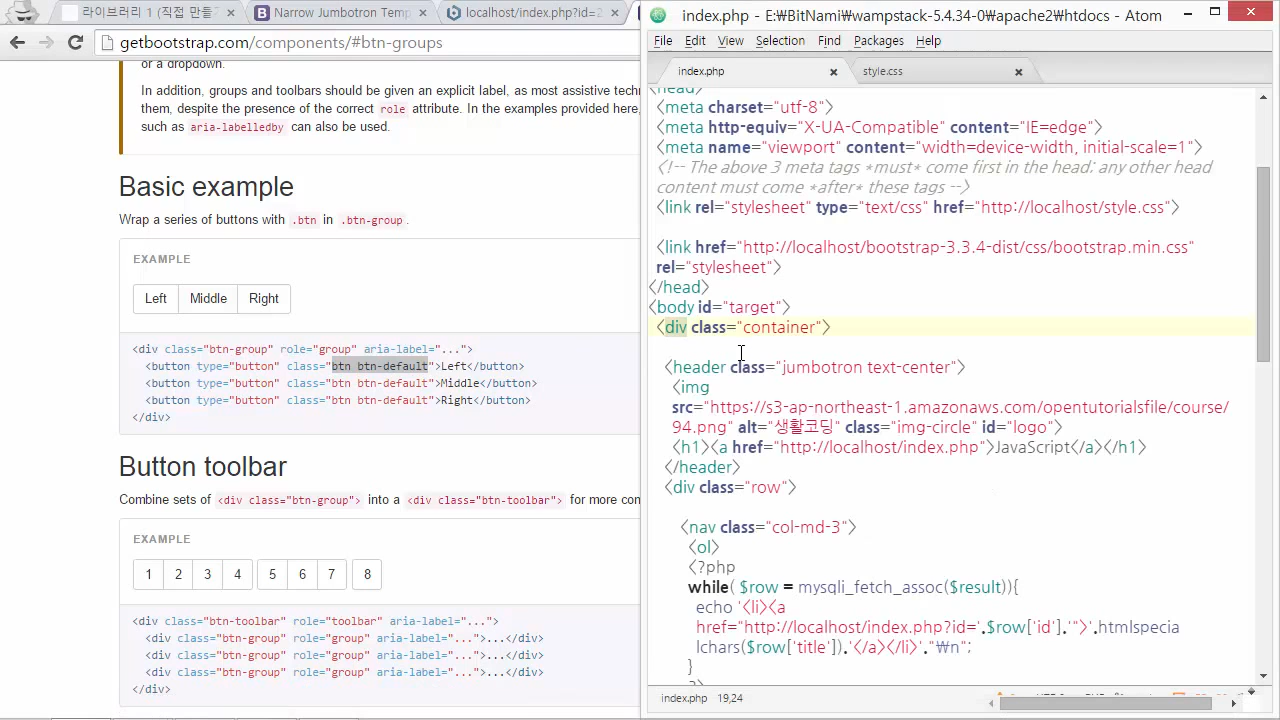 라이브러리 1 (직접 만들
Narrow Jumbotron Temp
localhost/index.php?id=2
getbootstrap.com/components/#btn-groups
or a dropdown.
In addition, groups and toolbars should be given an explicit label, as most assistive techn
them, despite the presence of the correct role attribute. In the examples provided here,
such as aria-labelledby can also be used.
Basic example
Wrap a series of buttons with .btn in .btn-group .
EXAMPLE
Left Middle Right
<div class="btn-group" role="group" aria-label="...">
<button type="button" class="btn btn-default">Left</button>
<button type="button" class="btn btn-default">Middle</button>
<button type="button" class="btn btn-default">Right</button>
</div>
Button toolbar
Combine sets of <div class="btn-group"> into a <div class="btn-toolbar"> for more con
EXAMPLE
1 2 3 4 5 6 7 8
<div class="btn-toolbar" role="toolbar" aria-label="...">
<div class="btn-group" role="group" aria-label="...">...</div>
<div class="btn-group" role="group" aria-label="...">...</div>
<div class="btn-group" role="group" aria-label="...">...</div>
</div>
index.php - E:₩BitNami₩wampstack-5.4.34-0₩apache2₩htdocs - Atom
File Edit View Selection Find Packages Help
index.php
style.css
<head>
<meta charset="utf-8">
<meta http-equiv="X-UA-Compatible" content="IE=edge">
<meta name="viewport" content="width=device-width, initial-scale=1">
<!-- The above 3 meta tags *must* come first in the head; any other head
content must come *after* these tags -->
<link rel="stylesheet" type="text/css" href="http://localhost/style.css">
<link href="http://localhost/bootstrap-3.3.4-dist/css/bootstrap.min.css"
rel="stylesheet">
</head>
<body id="target">
<div class="container">
<header class="jumbotron text-center">
<img
src="https://s3-ap-northeast-1.amazonaws.com/opentutorialsfile/course/
94.png" alt="생활코딩" class="img-circle" id="logo">
<h1><a href="http://localhost/index.php">JavaScript</a></h1>
</header>
<div class="row">
<nav class="col-md-3">
<ol>
<?php
while( $row = mysqli_fetch_assoc($result)){
echo '<li><a
href="http://localhost/index.php?id='.$row['id'].'">'.htmlspecia
lchars($row['title']).'</a></li>'."₩n";
}
?>
index.php 19,24